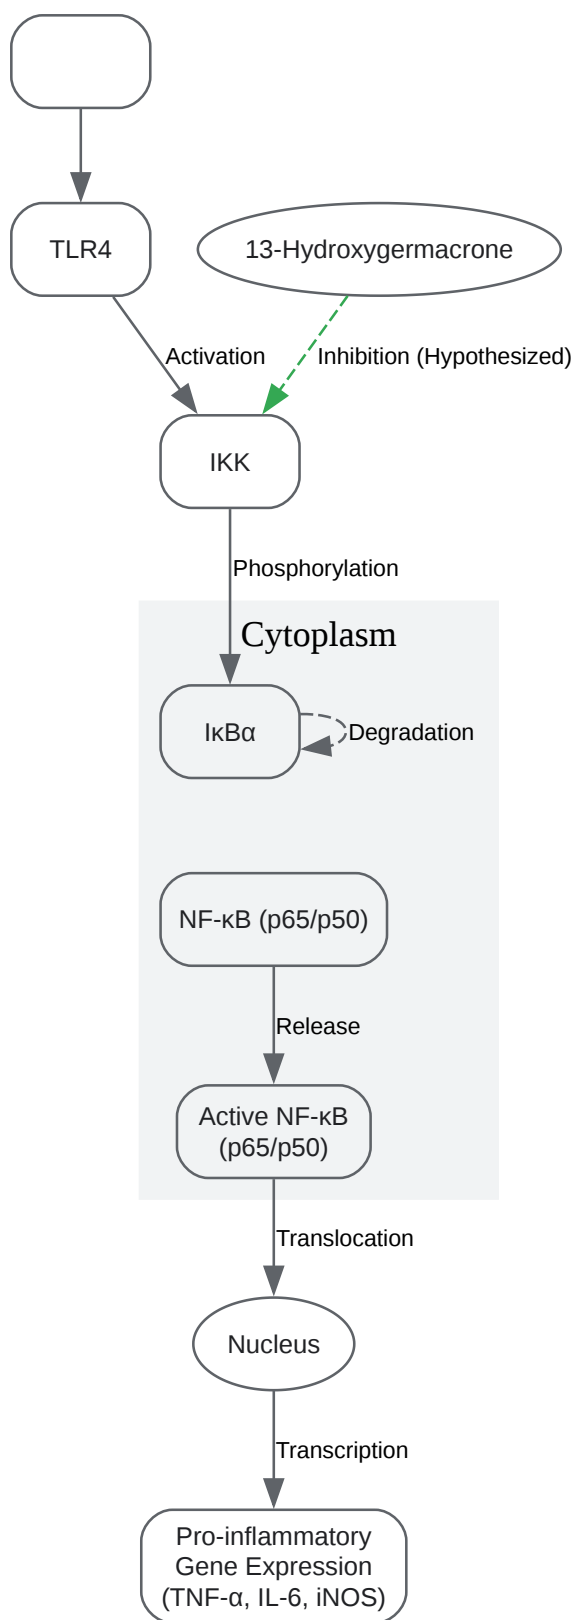 TLR4
13-Hydroxygermacrone
Activation
Inhibition (Hypothesized)
IKK
Phosphorylation
Cytoplasm
IκBα
Degradation
NF-κB (p65/p50)
Release
Active NF-κB
(p65/p50)
Translocation
Nucleus
Transcription
Pro-inflammatory
Gene Expression
(TNF-α, IL-6, iNOS)